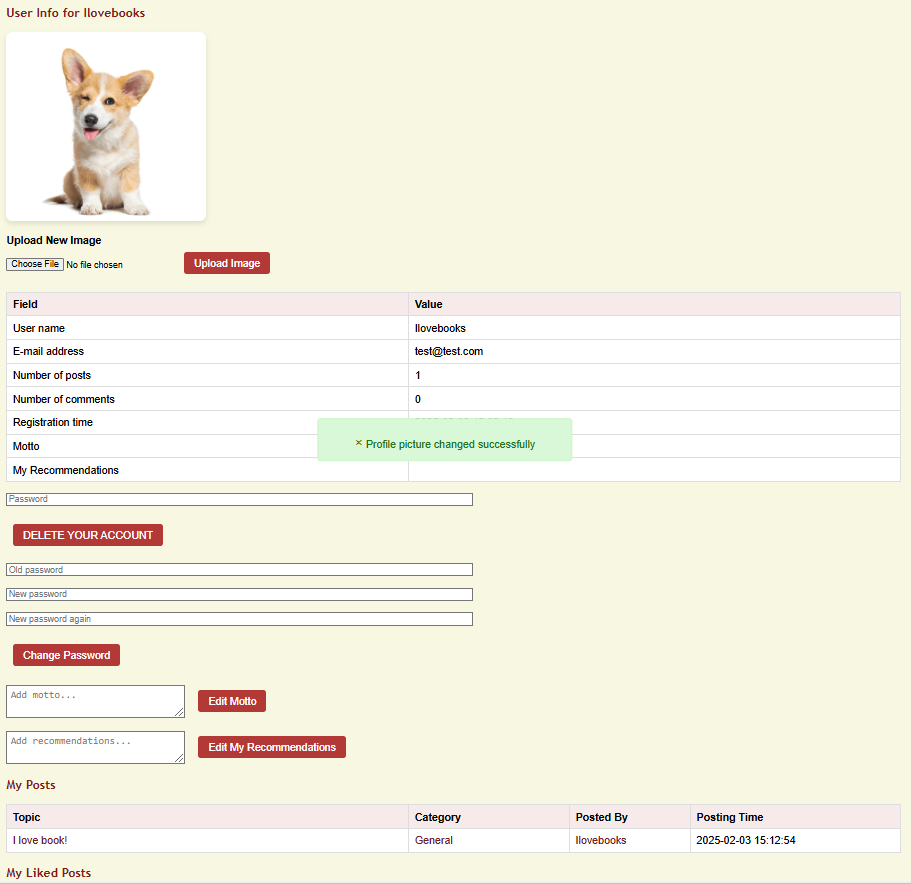 User Info for Ilovebooks
Upload New Image
Choose File No file chosen Upload Image
Field Value
User name Ilovebooks
E-mail address test@test.com
Number of posts 1
Number of comments 0
Registration time
Motto
✕ Profile picture changed successfully
My Recommendations
Password
DELETE YOUR ACCOUNT
Old password
New password
New password again
Change Password
Add motto... Edit Motto
Add recommendations... Edit My Recommendations
My Posts
Topic Category Posted By Posting Time
I love book! General Ilovebooks 2025-02-03 15:12:54
My Liked Posts